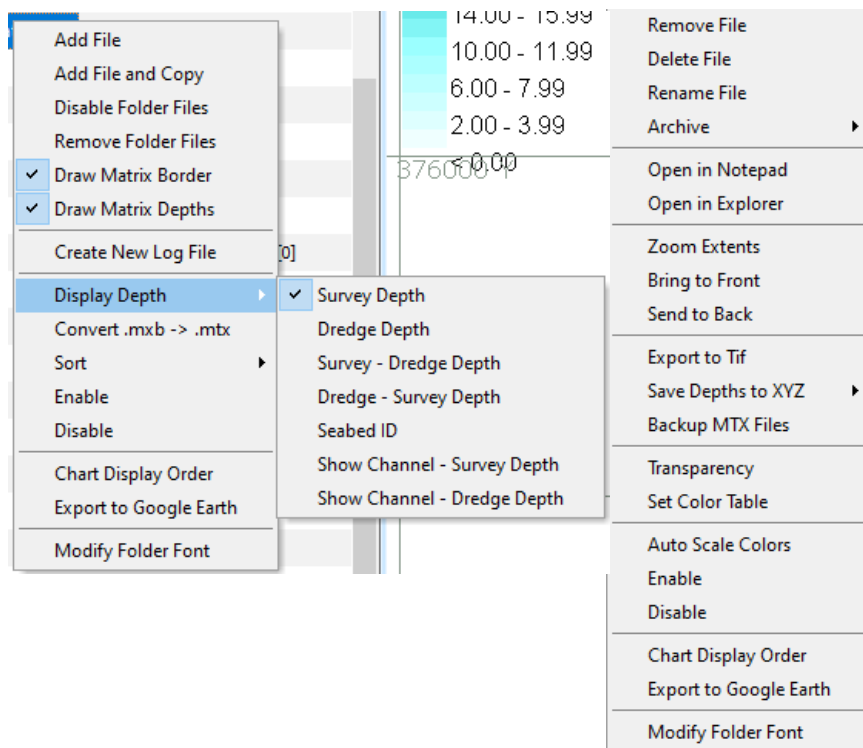 Add File
Add File and Copy
Disable Folder Files
Remove Folder Files
Draw Matrix Border
Draw Matrix Depths
Create New Log File
[0]
Display Depth
Convert .mxb -> .mtx
Sort
Enable
Disable
Chart Display Order
Export to Google Earth
Modify Folder Font
Survey Depth
Dredge Depth
Survey - Dredge Depth
Dredge - Survey Depth
Seabed ID
Show Channel - Survey Depth
Show Channel - Dredge Depth
14.00 - 15.99
10.00 - 11.99
6.00 - 7.99
2.00 - 3.99
< 0.00
376000 Y
Remove File
Delete File
Rename File
Archive
Open in Notepad
Open in Explorer
Zoom Extents
Bring to Front
Send to Back
Export to Tif
Save Depths to XYZ
Backup MTX Files
Transparency
Set Color Table
Auto Scale Colors
Enable
Disable
Chart Display Order
Export to Google Earth
Modify Folder Font